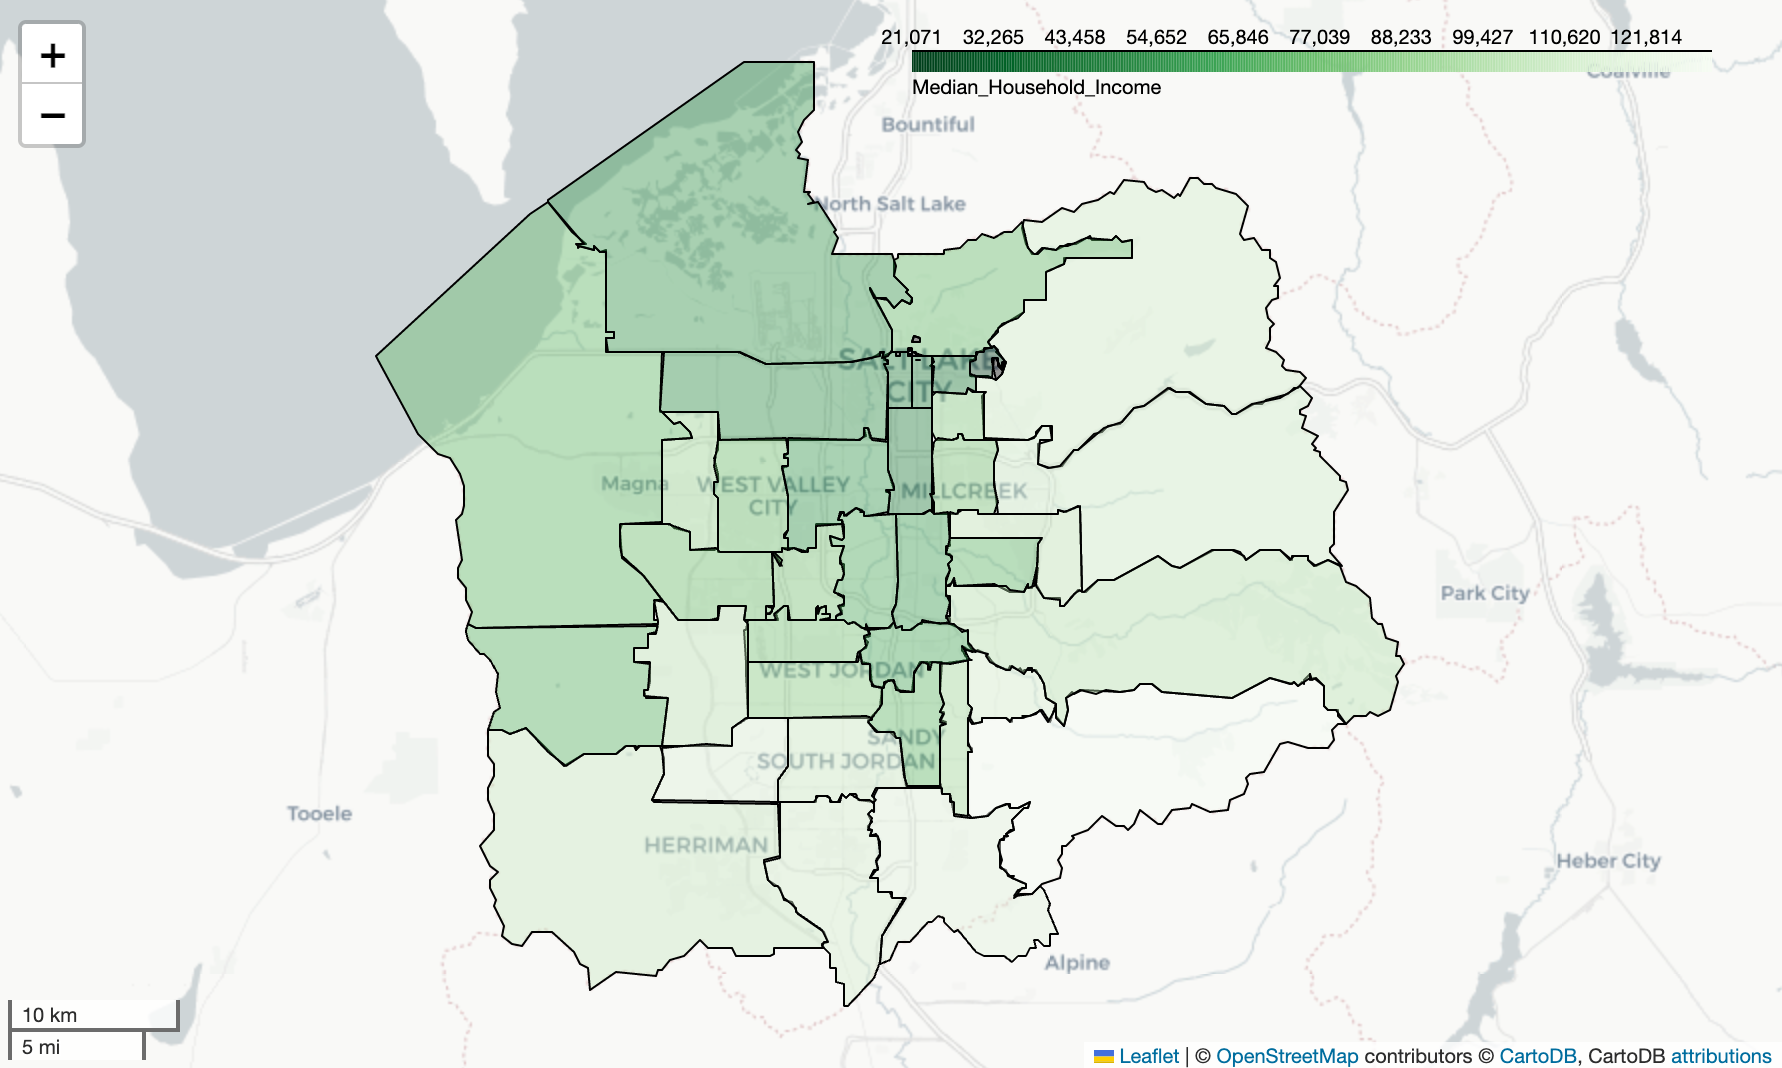 +
−
21,071 32,265 43,458 54,652 65,846 77,039 88,233 99,427 110,620 121,814
Median_Household_Income
Coalville
Bountiful
North Salt Lake
SALT LAKE
CITY
Magna
WEST VALLEY
CITY
MILLCREEK
Park City
WEST JORDAN
SANDY
SOUTH JORDAN
Tooele
HERRIMAN
Heber City
Alpine
10 km
5 mi
Leaflet | © OpenStreetMap contributors © CartoDB, CartoDB attributions